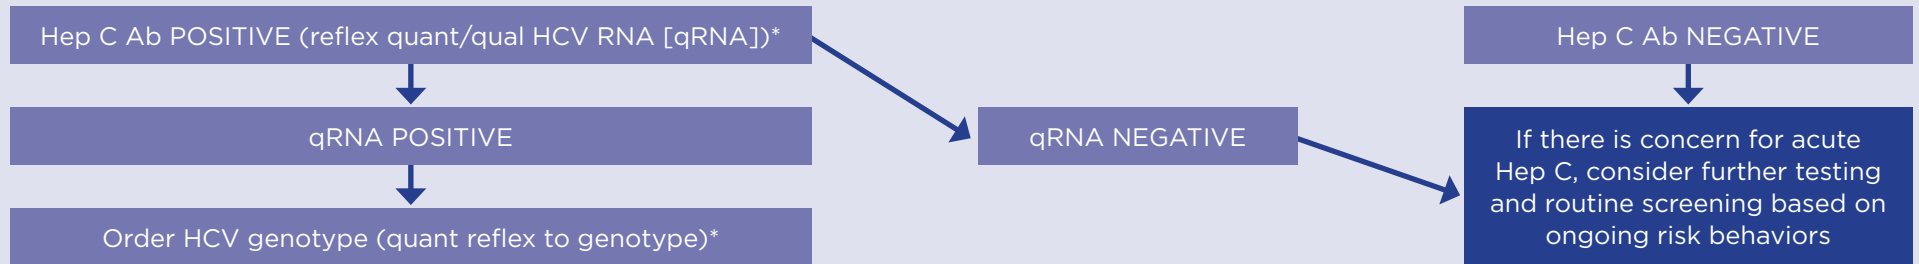 Hep C Ab POSITIVE (reflex quant/qual HCV RNA [qRNA])*
Hep C Ab NEGATIVE
qRNA POSITIVE
qRNA NEGATIVE
If there is concern for acute
Hep C, consider further testing
and routine screening based on
ongoing risk behaviors
Order HCV genotype (quant reflex to genotype)*